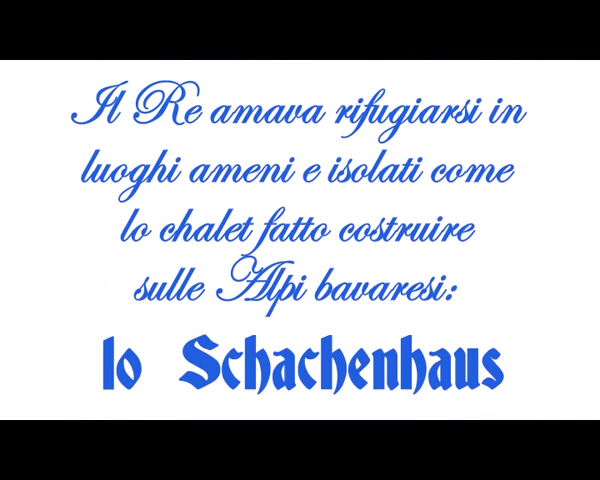 Il Re amava rifugiarsi in
luoghi ameni e isolati come
lo chalet fatto costruire
sulle Alpi bavaresi:
lo Schachenhaus